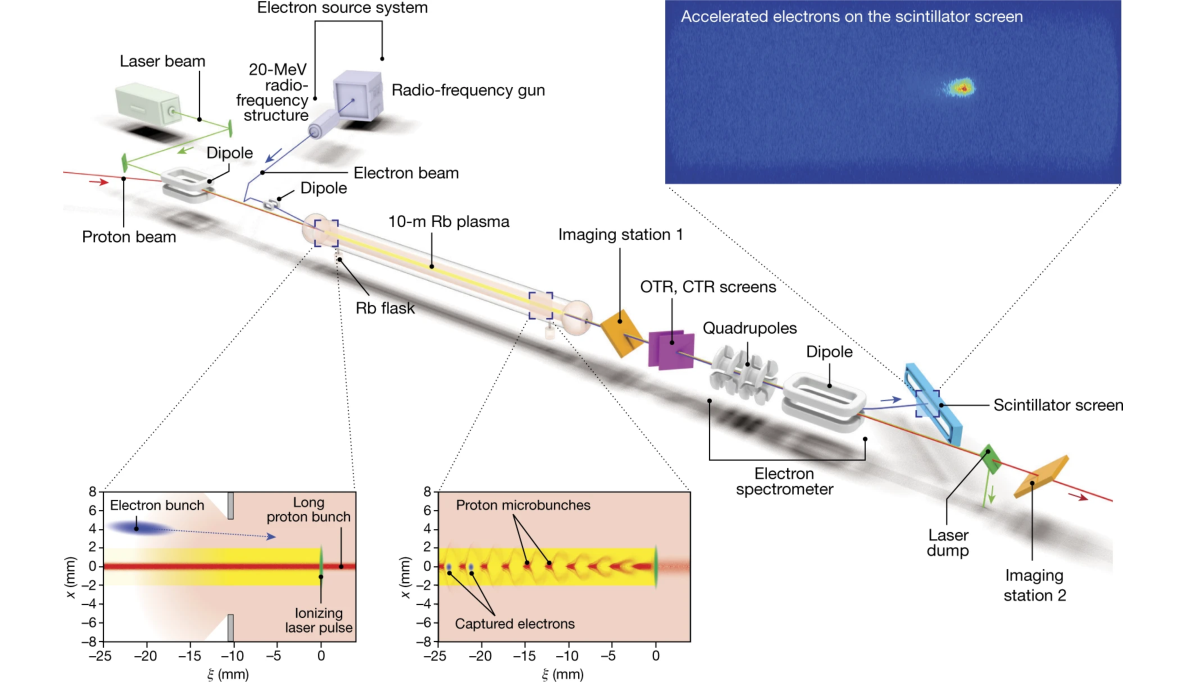 Electron source system
Accelerated electrons on the scintillator screen
Laser beam
20-MeV
radio-
frequency
structure
Radio-frequency gun
Dipole
Electron beam
Dipole
Proton beam
10-m Rb plasma
Imaging station 1
Rb flask
OTR, CTR screens
Quadrupoles
Dipole
Scintillator screen
Electron
spectrometer
Laser
dump
Imaging
station 2
8
6
4
2
0
−2
−4
−6
−8
x (mm)
Electron bunch
Long
proton bunch
Ionizing
laser pulse
−25
−20
−15
−10
−5
0
ξ (mm)
8
6
4
2
0
−2
−4
−6
−8
x (mm)
Proton microbunches
Captured electrons
−25
−20
−15
−10
−5
0
ξ (mm)